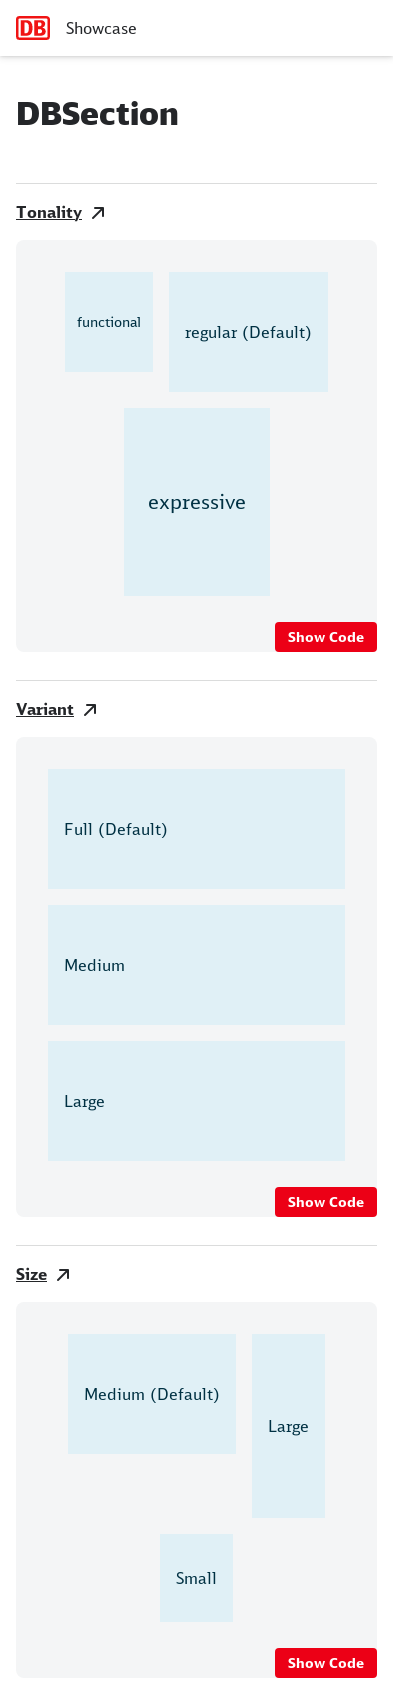 DB Showcase
DBSection
Tonality
functional
regular (Default)
expressive
Show Code
Variant
Full (Default)
Medium
Large
Show Code
Size
Medium (Default)
Large
Small
Show Code